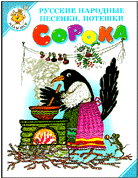 РУССКИЕ НАРОДНЫЕ
ПЕСЕНКИ, ПОТЕШКИ
СОРОКА